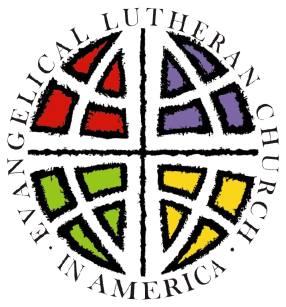 EVANGELICAL LUTHERAN CHURCH
· IN AMERICA ·